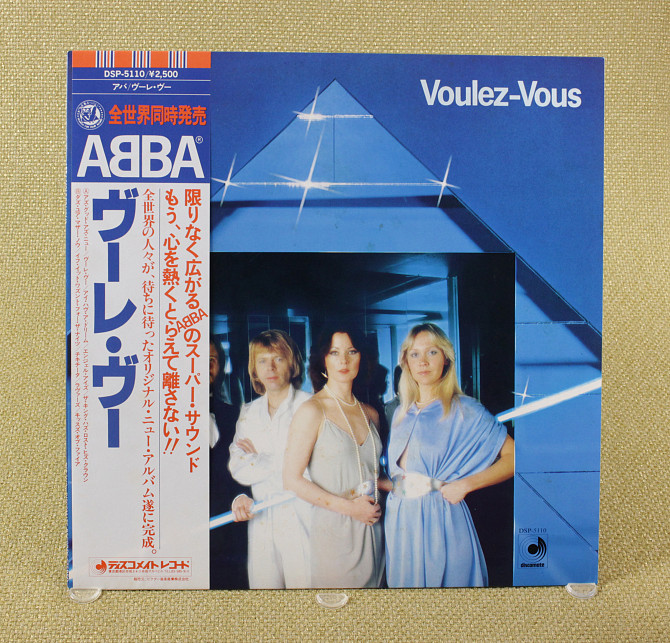 DSP-5110/¥2,500
アバ/ヴーレ・ヴー
全世界同時発売
ABBA®
ヴーレ・ヴー
限りなく広がるABBAのスーパー・サウンド
もう、心を熱くとらえて離さない!!
全世界の人々が、待ちに待ったオリジナル・ニュー・アルバム遂に完成。
ディスコメイト レコード
Voulez-Vous
DSP-5110
discomate